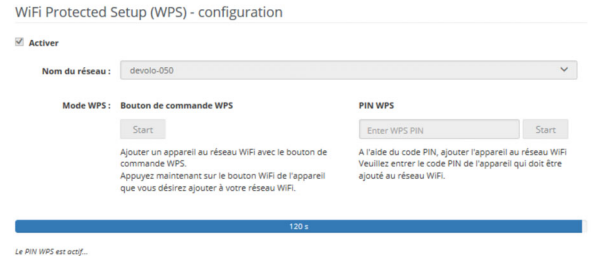 WiFi Protected Setup (WPS) - configuration
Activer
Nom du réseau : devolo-050
Mode WPS : Bouton de commande WPS PIN WPS
Start Enter WPS PIN Start
Ajouter un appareil au réseau WiFi avec le bouton de
commande WPS.
Appuyez maintenant sur le bouton WiFi de l'appareil
que vous désirez ajouter à votre réseau WiFi.
A l'aide du code PIN, ajouter l'appareil au réseau WiFi
Veuillez entrer le code PIN de l'appareil qui doit être
ajouté au réseau WiFi.
120 s
Le PIN WPS est actif...